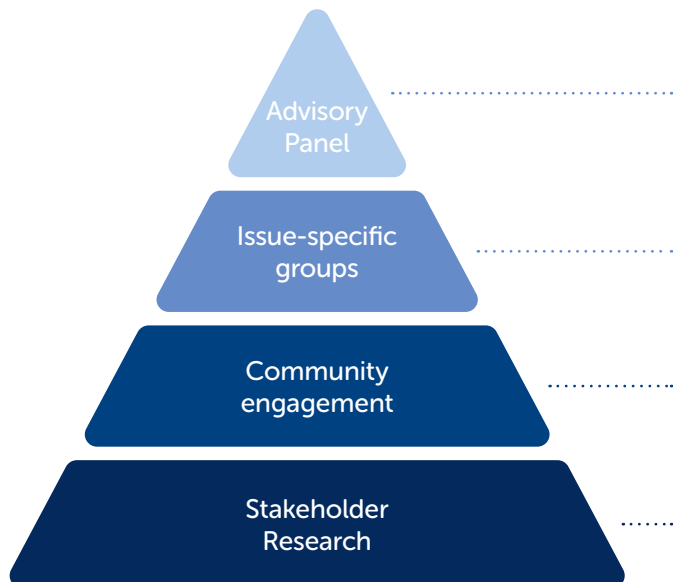 Advisory
Panel
Issue-specific
groups
Community
engagement
Stakeholder
Research